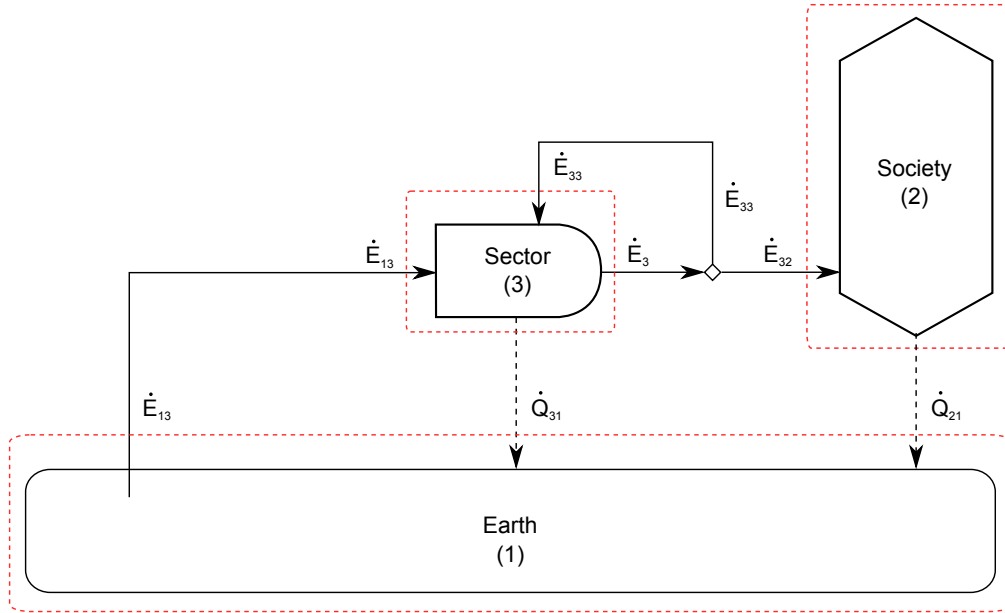 Society
(2)
Ė₃₃
Ė₃₃
Ė₁₃
Sector
(3)
Ė₃
Ė₃₂
Ė₁₃
Q̇₃₁
Q̇₂₁
Earth
(1)